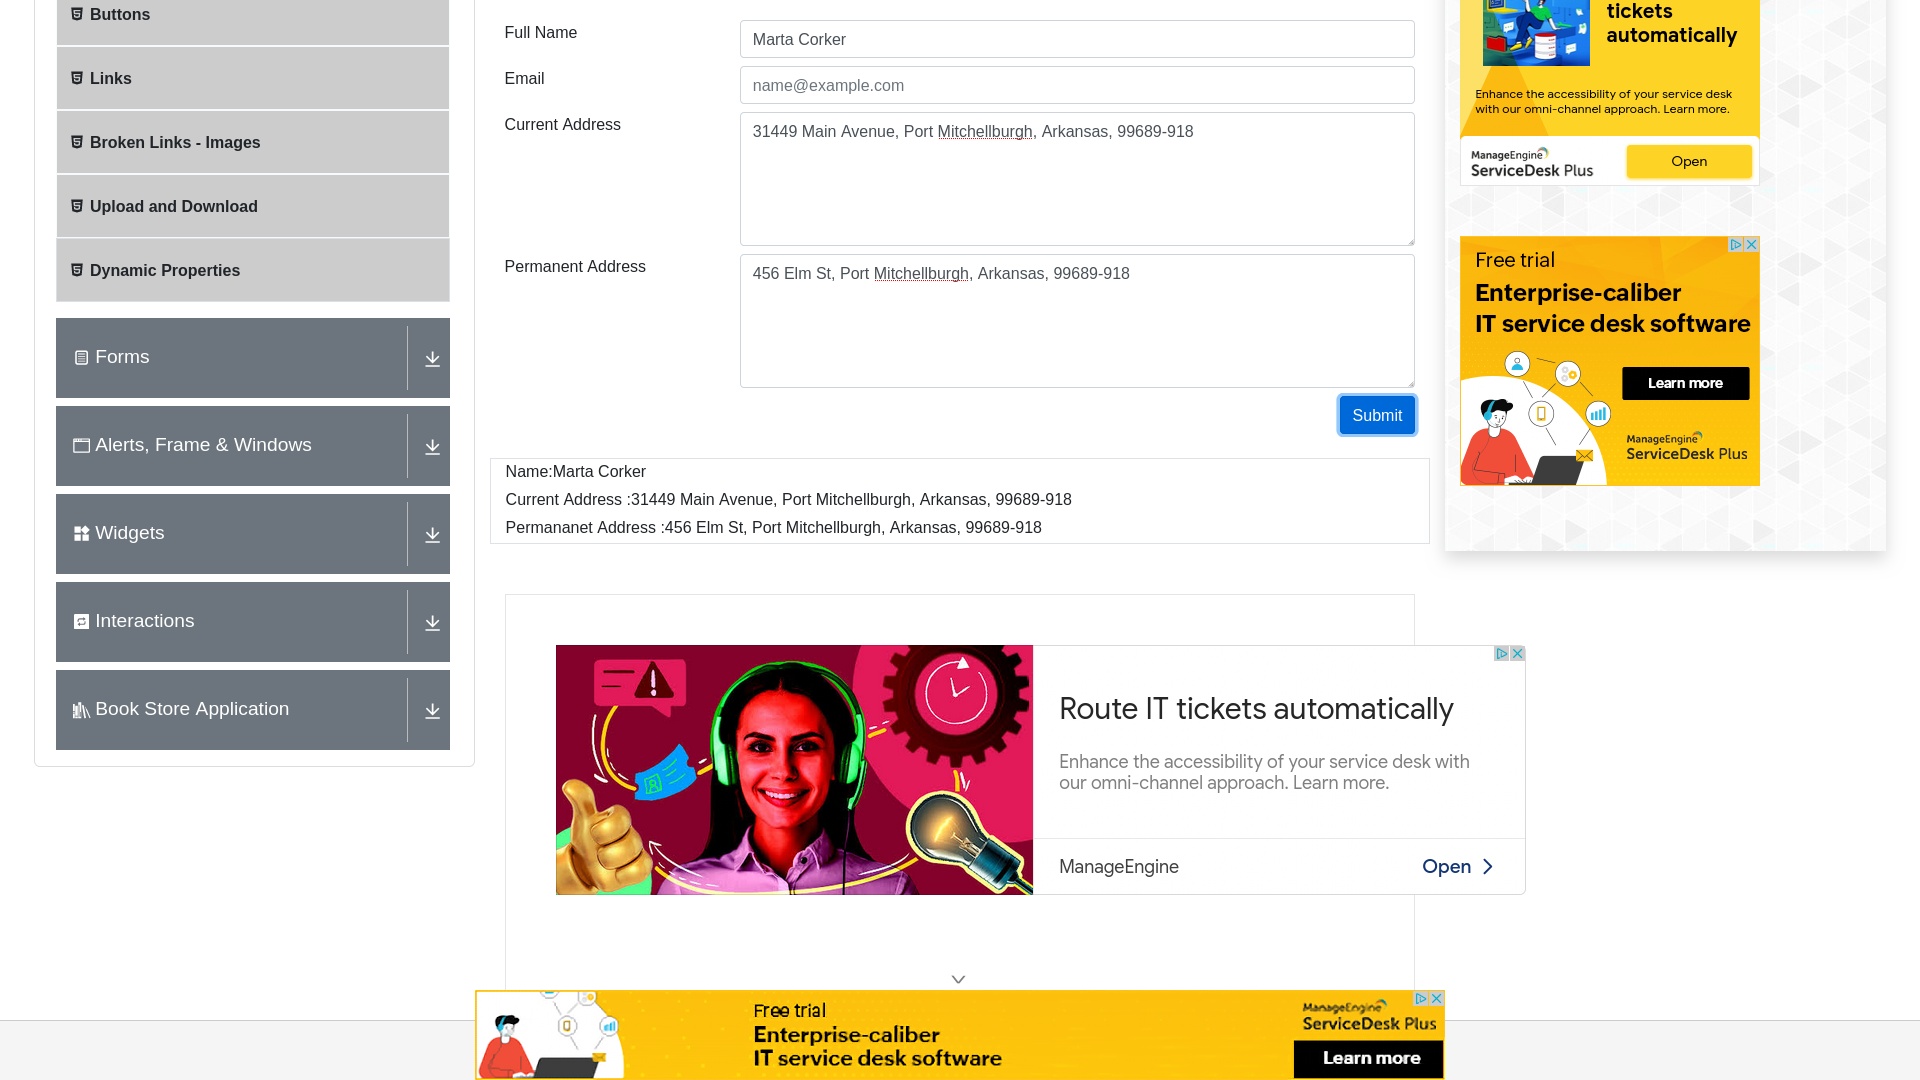 Buttons
Links
Broken Links - Images
Upload and Download
Dynamic Properties
Forms
Alerts, Frame & Windows
Widgets
Interactions
Book Store Application
Full Name
Marta Corker
Email
name@example.com
Current Address
31449 Main Avenue, Port Mitchellburgh, Arkansas, 99689-918
Permanent Address
456 Elm St, Port Mitchellburgh, Arkansas, 99689-918
Submit
Name:Marta Corker
Current Address :31449 Main Avenue, Port Mitchellburgh, Arkansas, 99689-918
Permananet Address :456 Elm St, Port Mitchellburgh, Arkansas, 99689-918
Route IT tickets automatically
Enhance the accessibility of your service desk with
our omni-channel approach. Learn more.
ManageEngine
Open
Free trial
Enterprise-caliber
IT service desk software
ManageEngine
ServiceDesk Plus
Learn more
tickets
automatically
Enhance the accessibility of your service desk
with our omni-channel approach. Learn more.
ManageEngine
ServiceDesk Plus
Open
Free trial
Enterprise-caliber
IT service desk software
Learn more
ManageEngine
ServiceDesk Plus